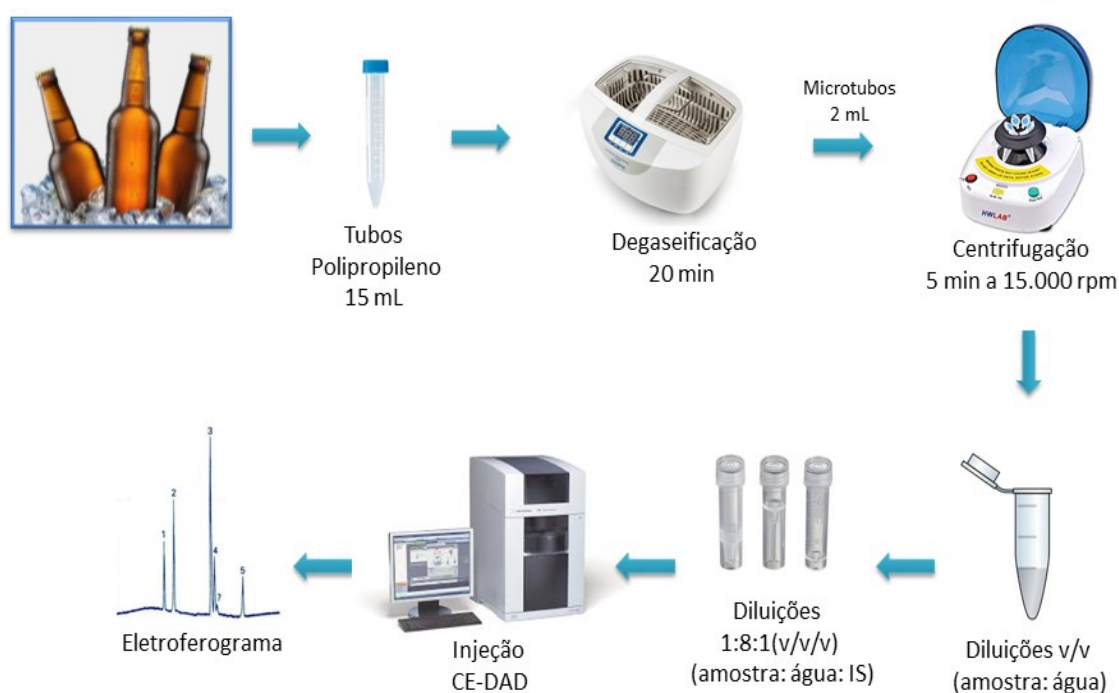 Tubos
Polipropileno
15 mL
Degaseificação
20 min
Microtubos
2 mL
HWLAB®
Centrifugação
5 min a 15.000 rpm
Diluições v/v
(amostra: água)
Diluições
1:8:1(v/v/v)
(amostra: água: IS)
Injeção
CE-DAD
1
2
3
4
7
5
Eletroferograma